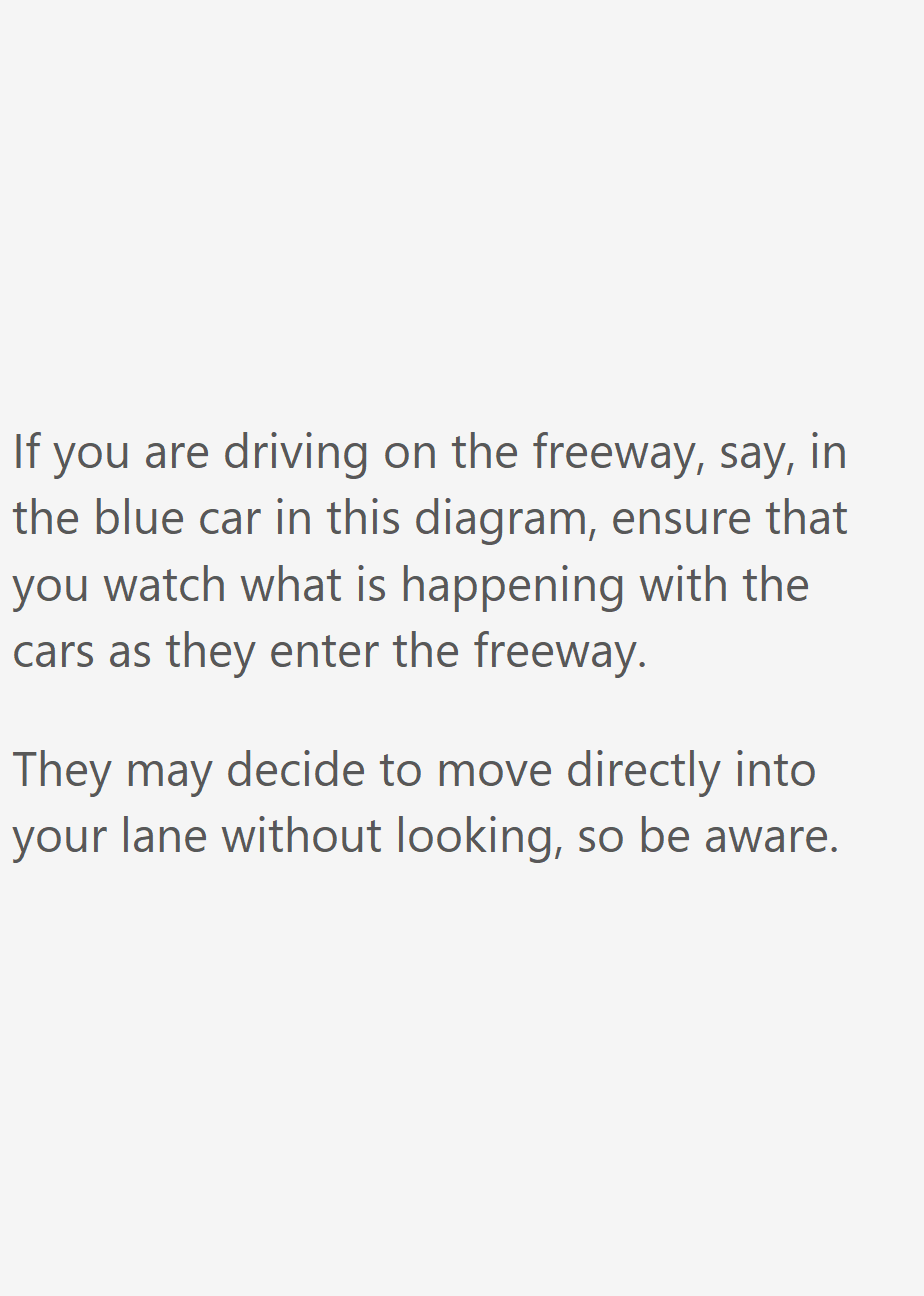 If you are driving on the freeway, say, in
the blue car in this diagram, ensure that
you watch what is happening with the
cars as they enter the freeway.
They may decide to move directly into
your lane without looking, so be aware.